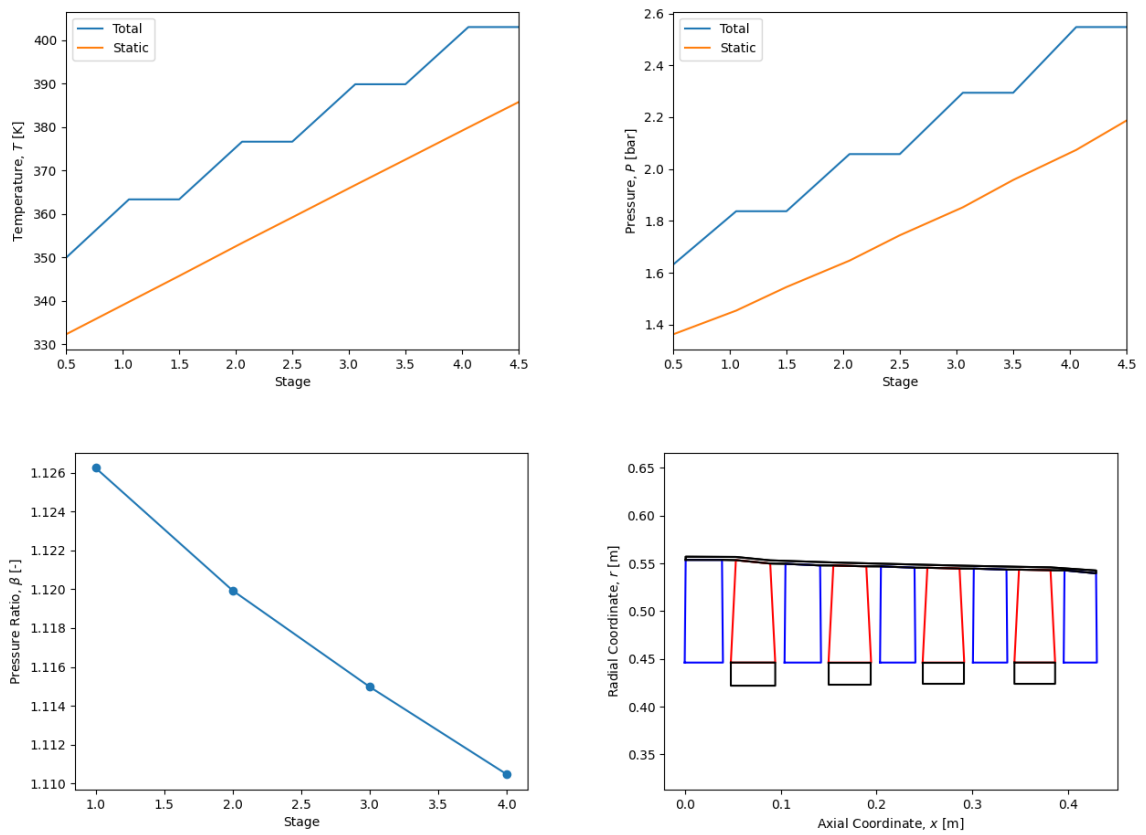 Total
Static
400
390
380
370
360
350
340
330
Temperature, T [K]
0.5 1.0 1.5 2.0 2.5 3.0 3.5 4.0 4.5
Stage
Total
Static
2.6
2.4
2.2
2.0
1.8
1.6
1.4
Pressure, P [bar]
0.5 1.0 1.5 2.0 2.5 3.0 3.5 4.0 4.5
Stage
1.126
1.124
1.122
1.120
1.118
1.116
1.114
1.112
1.110
Pressure Ratio, β [-]
1.0 1.5 2.0 2.5 3.0 3.5 4.0
Stage
0.65
0.60
0.55
0.50
0.45
0.40
0.35
Radial Coordinate, r [m]
0.0 0.1 0.2 0.3 0.4
Axial Coordinate, x [m]